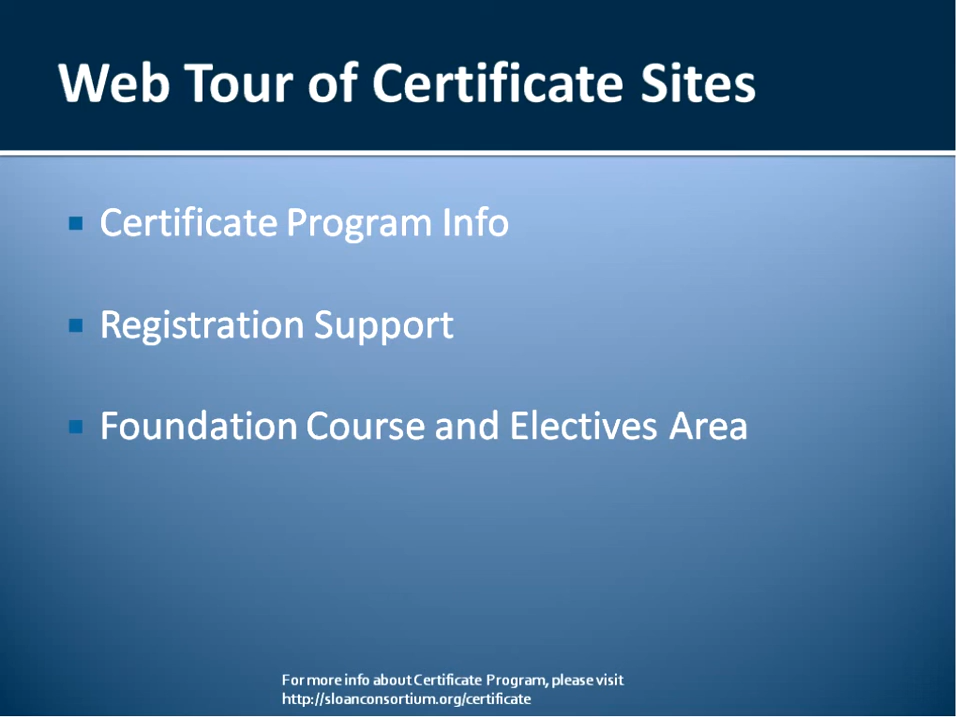 Web Tour of Certificate Sites
Certificate Program Info
Registration Support
Foundation Course and Electives Area
For more info about Certificate Program, please visit
http://sloanconsortium.org/certificate